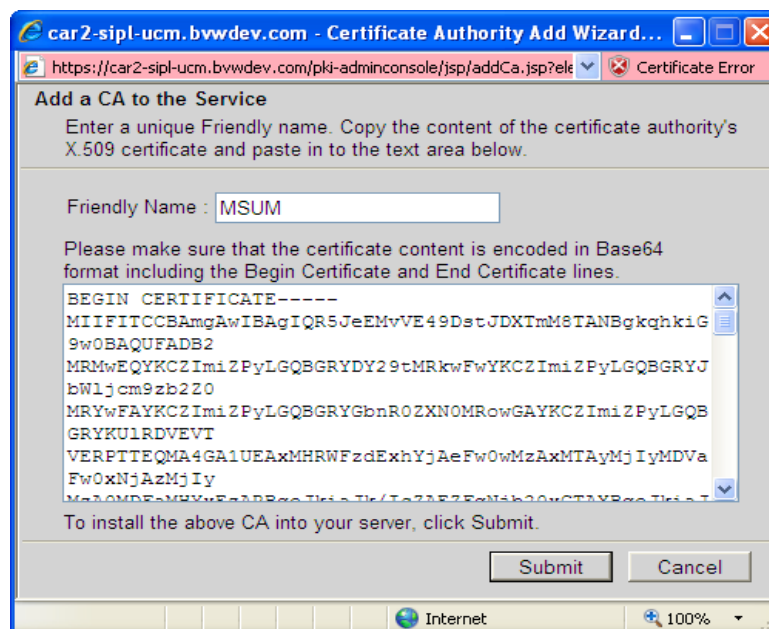 car2-sipl-ucm.bvwdev.com - Certificate Authority Add Wizard...
https://car2-sipl-ucm.bvwdev.com/pki-adminconsole/jsp/addCa.jsp?ele
Certificate Error
Add a CA to the Service
Enter a unique Friendly name. Copy the content of the certificate authority's
X.509 certificate and paste in to the text area below.
Friendly Name : MSUM
Please make sure that the certificate content is encoded in Base64
format including the Begin Certificate and End Certificate lines.
BEGIN CERTIFICATE-----
MIIFITCCBAmgAwIBAgIQR5JeEMvVE49DstJDXTmM8TANBgkqhkiG
9w0BAQUFADB2
MRMwEQYKCZImiZPyLGQBGRYDY29tMRkwFwYKCZImiZPyLGQBGRYJ
bWljcm9zb2Z0
MRYwFAYKCZImiZPyLGQBGRYGbnR0ZXN0MRowGAYKCZImiZPyLGQB
GRYKU1RDVEVT
VERPTTEQMA4GA1UEAxMHRWFzdExhYjAeFw0wMzAxMTAyMjIyMDVa
Fw0xNjAzMjIy
To install the above CA into your server, click Submit.
Submit
Cancel
Internet
100%